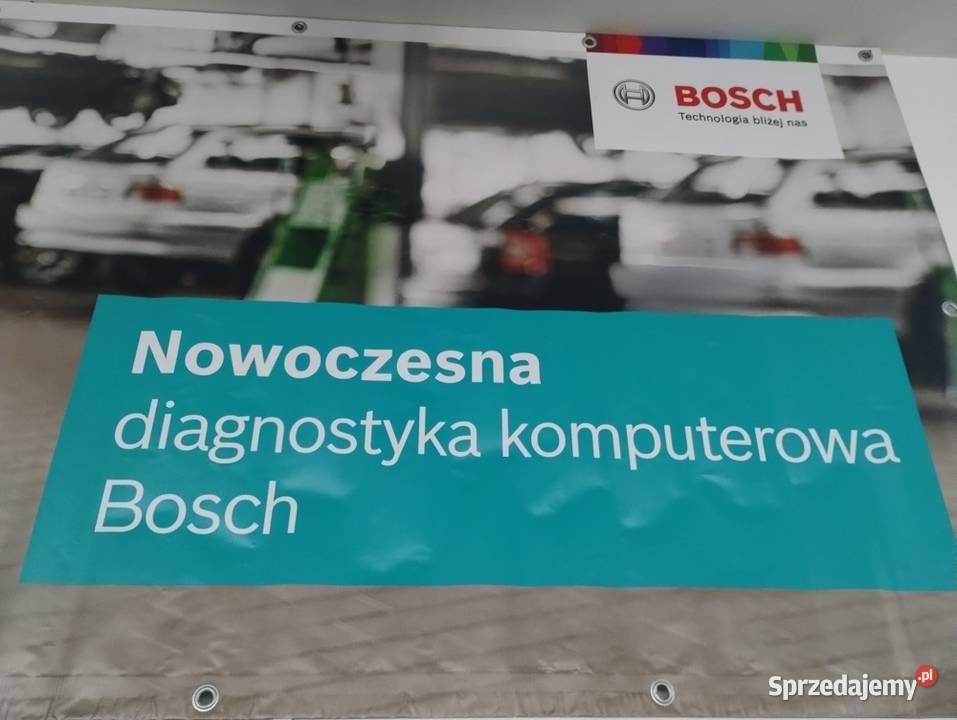 BOSCH
Technologia bliżej nas
Nowoczesna
diagnostyka komputerowa
Bosch
Sprzedajemy.pl